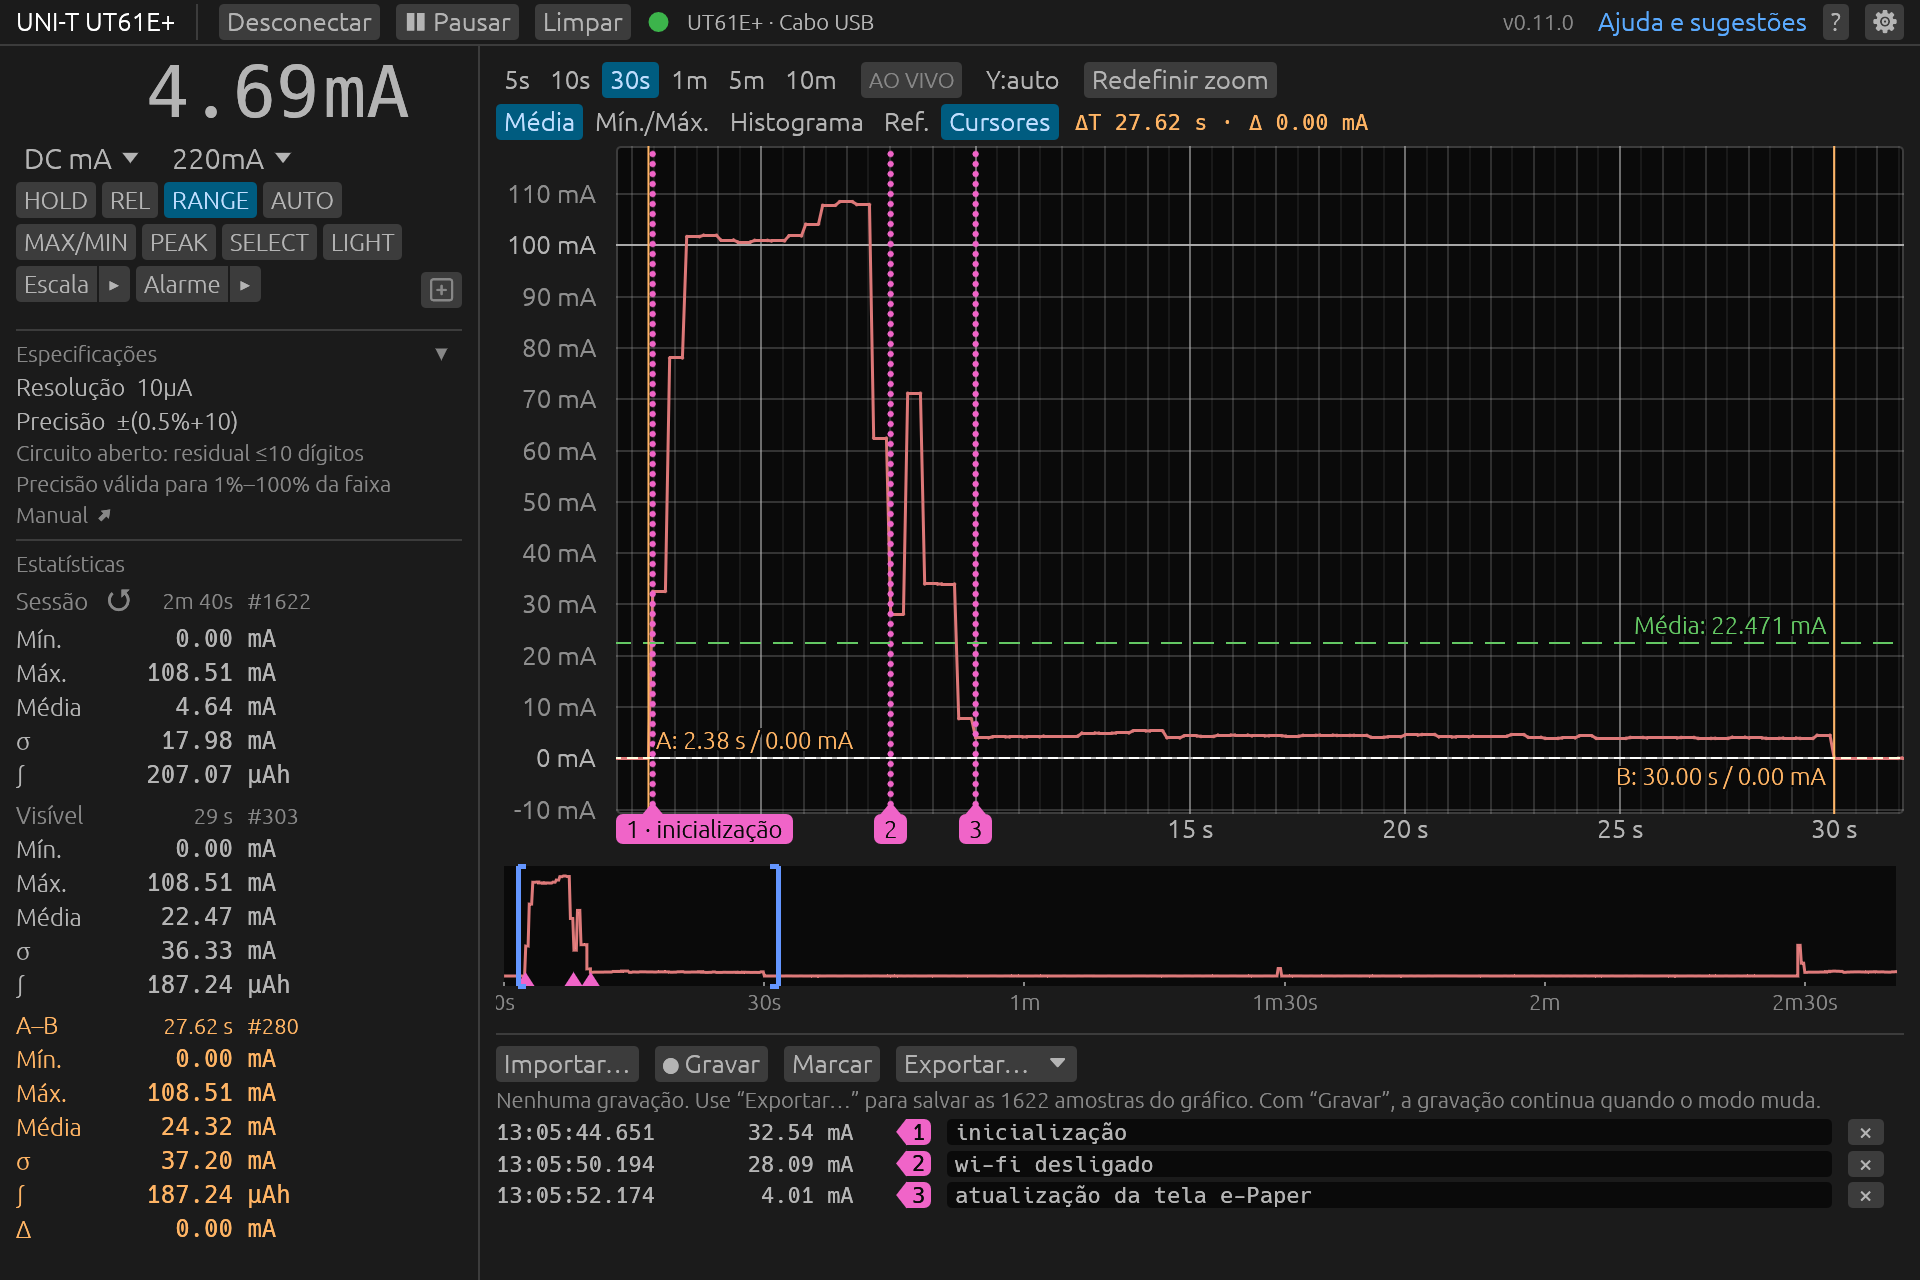 UNI-T UT61E+ Desconectar Pausar Limpar UT61E+ · Cabo USB v0.11.0 Ajuda e sugestões ?
4.69mA
DC mA 220mA
HOLD REL RANGE AUTO
MAX/MIN PEAK SELECT LIGHT
Escala Alarme
Especificações
Resolução 10µA
Precisão ±(0.5%+10)
Circuito aberto: residual ≤10 dígitos
Precisão válida para 1%–100% da faixa
Manual
Estatísticas
Sessão 2m 40s #1622
Mín. 0.00 mA
Máx. 108.51 mA
Média 4.64 mA
σ 17.98 mA
∫ 207.07 µAh
Visível 29 s #303
Mín. 0.00 mA
Máx. 108.51 mA
Média 22.47 mA
σ 36.33 mA
∫ 187.24 µAh
A–B 27.62 s #280
Mín. 0.00 mA
Máx. 108.51 mA
Média 24.32 mA
σ 37.20 mA
∫ 187.24 µAh
Δ 0.00 mA
5s 10s 30s 1m 5m 10m AO VIVO Y:auto Redefinir zoom
Média Mín./Máx. Histograma Ref. Cursores ΔT 27.62 s · Δ 0.00 mA
110 mA
100 mA
90 mA
80 mA
70 mA
60 mA
50 mA
40 mA
30 mA
20 mA
10 mA
0 mA
-10 mA
Média: 22.471 mA
A: 2.38 s / 0.00 mA
B: 30.00 s / 0.00 mA
1 · inicialização 2 3 15 s 20 s 25 s 30 s
0s 30s 1m 1m30s 2m 2m30s
Importar… Gravar Marcar Exportar…
Nenhuma gravação. Use “Exportar…” para salvar as 1622 amostras do gráfico. Com “Gravar”, a gravação continua quando o modo muda.
13:05:44.651 32.54 mA 1 inicialização ×
13:05:50.194 28.09 mA 2 wi-fi desligado ×
13:05:52.174 4.01 mA 3 atualização da tela e-Paper ×